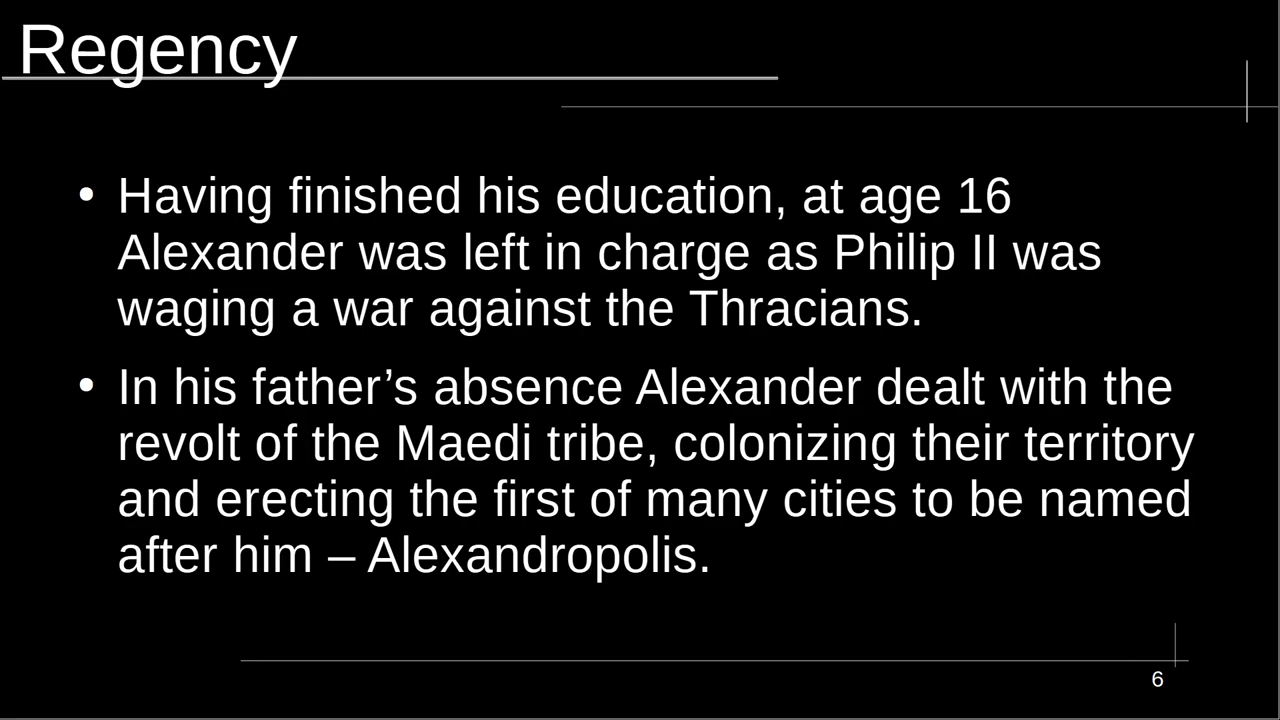 Regency
• Having finished his education, at age 16
Alexander was left in charge as Philip II was
waging a war against the Thracians.
• In his father’s absence Alexander dealt with the
revolt of the Maedi tribe, colonizing their territory
and erecting the first of many cities to be named
after him – Alexandropolis.
6